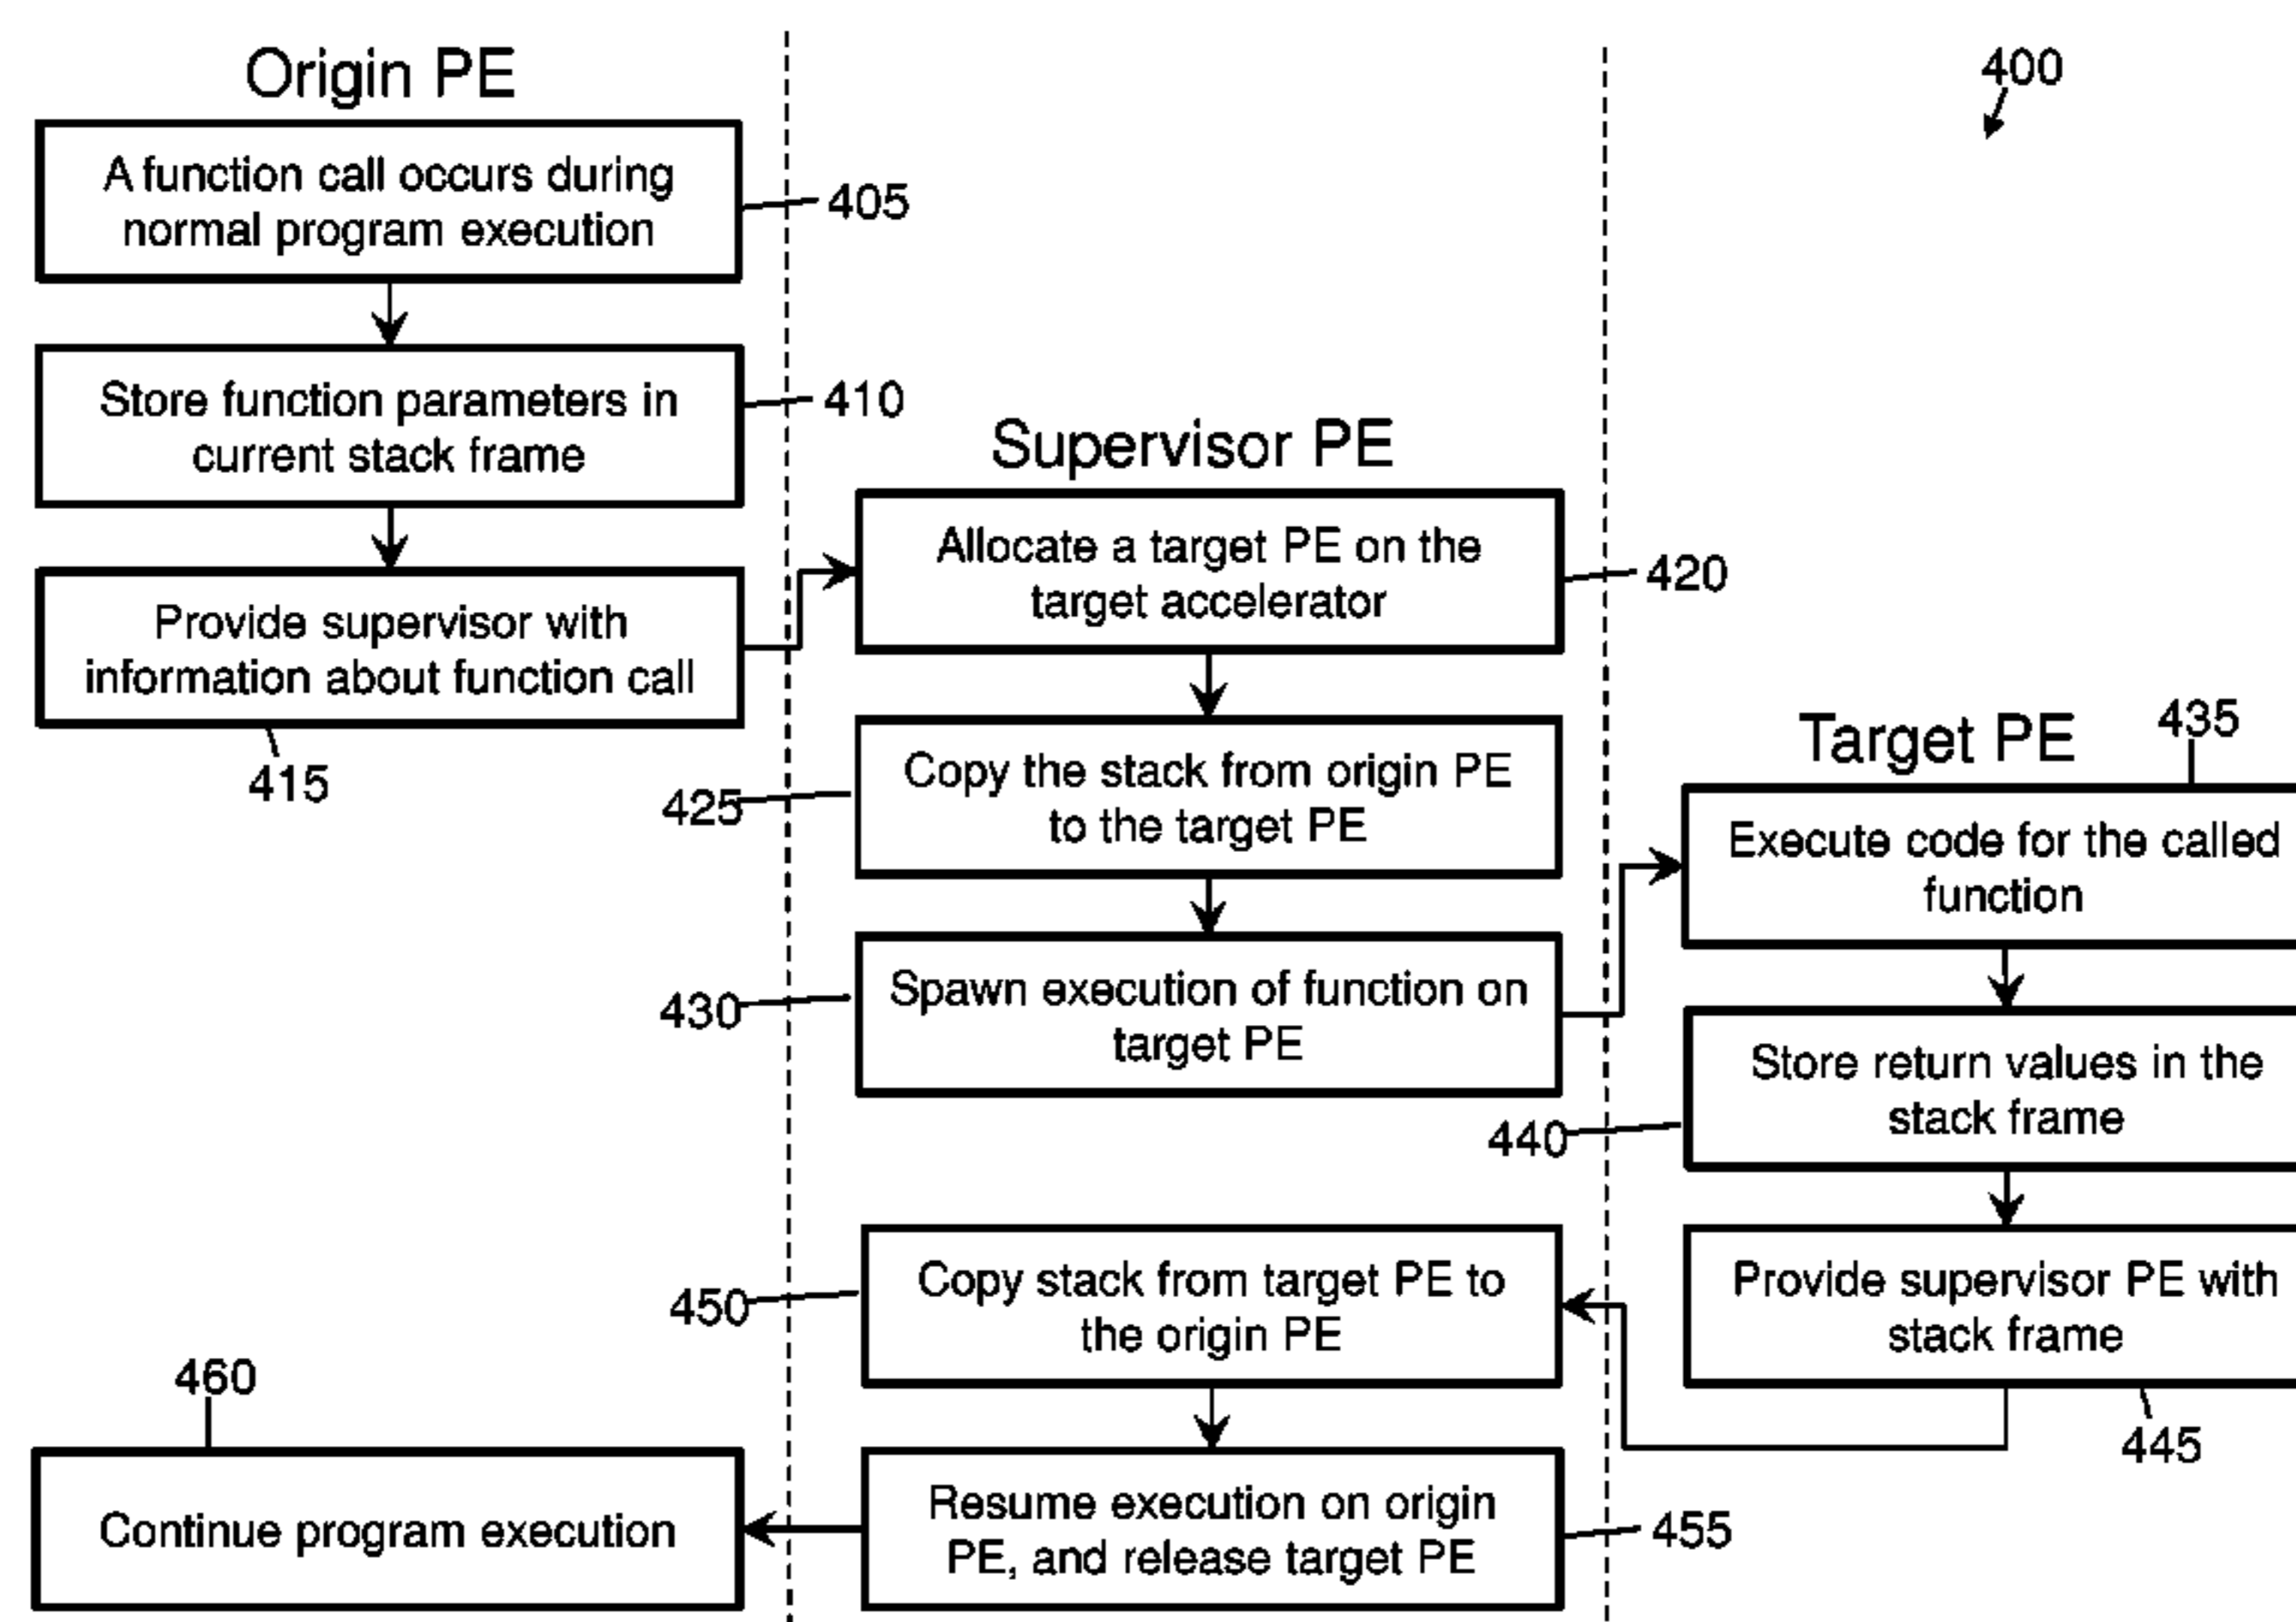 Origin PE
400
A function call occurs during
normal program execution
405
Store function parameters in
current stack frame
410
Provide supervisor with
information about function call
415
Supervisor PE
Allocate a target PE on the
target accelerator
420
Copy the stack from origin PE
to the target PE
425
Spawn execution of function on
target PE
430
Target PE
435
Execute code for the called
function
Store return values in the
stack frame
440
Provide supervisor PE with
stack frame
445
Copy stack from target PE to
the origin PE
450
Resume execution on origin
PE, and release target PE
455
460
Continue program execution